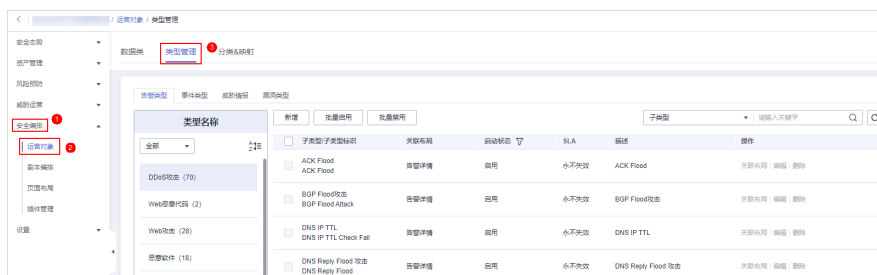 / 运营对象 / 类型管理
安全态势
资产管理
风险预防
威胁运营
安全编排
1
运营对象
2
剧本编排
页面布局
插件管理
设置
数据类
类型管理
3
分类&映射
告警类型 事件类型 威胁情报 漏洞类型
类型名称
全部
DDoS攻击 (70)
Web恶意代码 (2)
Web攻击 (28)
恶意软件 (18)
新增 批量启用 批量禁用 子类型 请输入关键字
子类型/子类型标识 关联布局 启动状态 SLA 描述 操作
ACK Flood
ACK Flood
告警详情 启用 永不失效 ACK Flood 关联布局 编辑 删除
BGP Flood攻击
BGP Flood Attack
告警详情 启用 永不失效 BGP Flood攻击 关联布局 编辑 删除
DNS IP TTL
DNS IP TTL Check Fail
告警详情 启用 永不失效 DNS IP TTL 关联布局 编辑 删除
DNS Reply Flood 攻击
DNS Reply Flood
告警详情 启用 永不失效 DNS Reply Flood 攻击 关联布局 编辑 删除